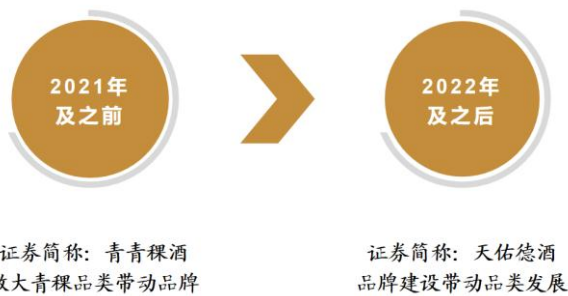 2021年
及之前
2022年
及之后
证券简称：青青稞酒
大青稞品类带动品牌
证券简称：天佑德酒
品牌建设带动品类发展